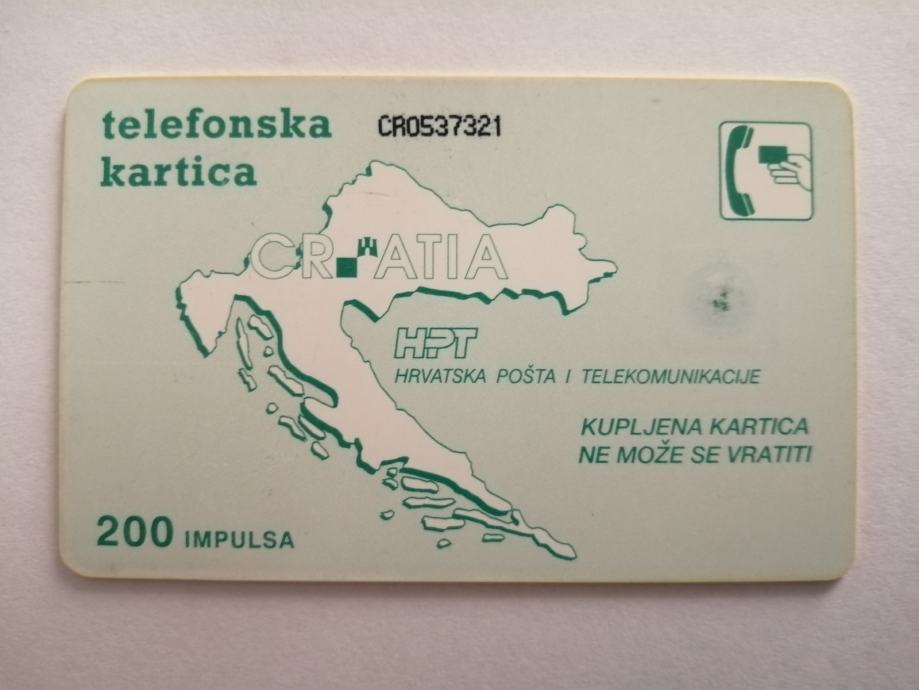 telefonska
kartica
CR0537321
CROATIA
HPT
HRVATSKA POŠTA I TELEKOMUNIKACIJE
KUPLJENA KARTICA
NE MOŽE SE VRATITI
200 IMPULSA